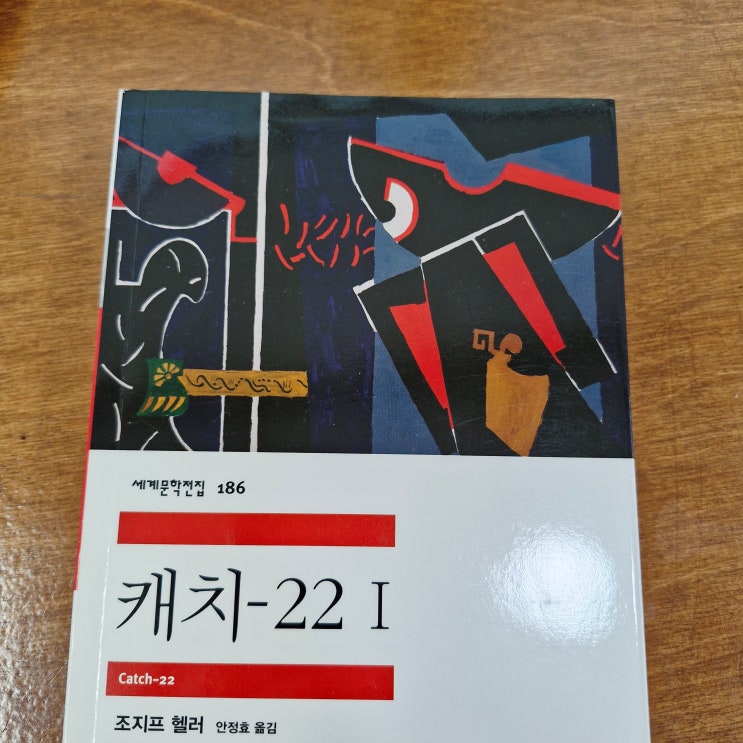 세계문학전집 186
캐치-22 I
Catch-22
조지프 헬러 안정효 옮김